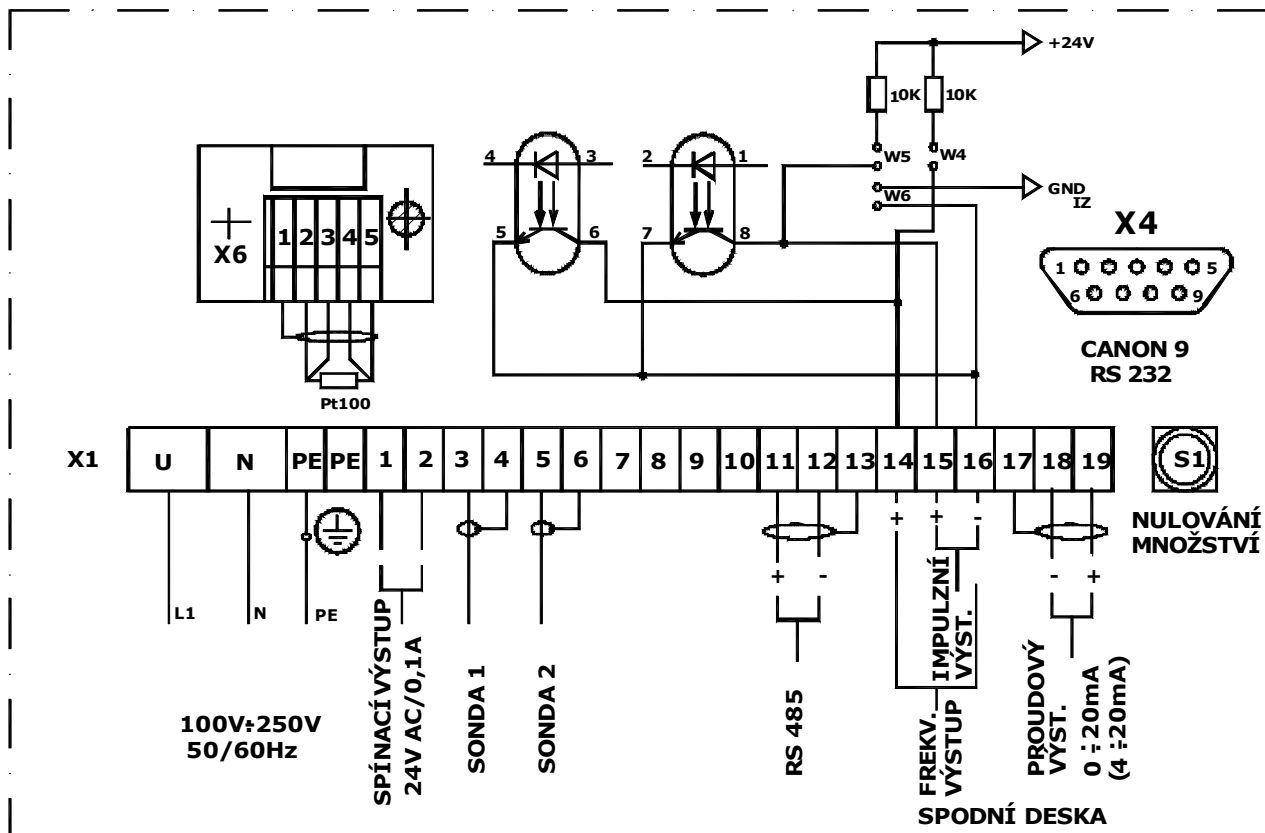 +24V
10K
10K
4
3
2
1
W5
W4
W6
GND
IZ
X6
1
2
3
4
5
5
6
7
8
X4
1
5
6
9
CANON 9
RS 232
Pt100
X1
U
N
PE
PE
1
2
3
4
5
6
7
8
9
10
11
12
13
14
15
16
17
18
19
S1
NULOVÁNÍ
MNOŽSTVÍ
+
+
-
+
-
-
+
L1
N
PE
100V÷250V
50/60Hz
SPÍNACÍ VÝSTUP
24V AC/0,1A
SONDA 1
SONDA 2
RS 485
FREKV.
VÝSTUP
IMPULZNÍ
VÝST.
PROUDOVÝ
VÝST.
0 ÷20mA
(4 ÷20mA)
SPODNÍ DESKA